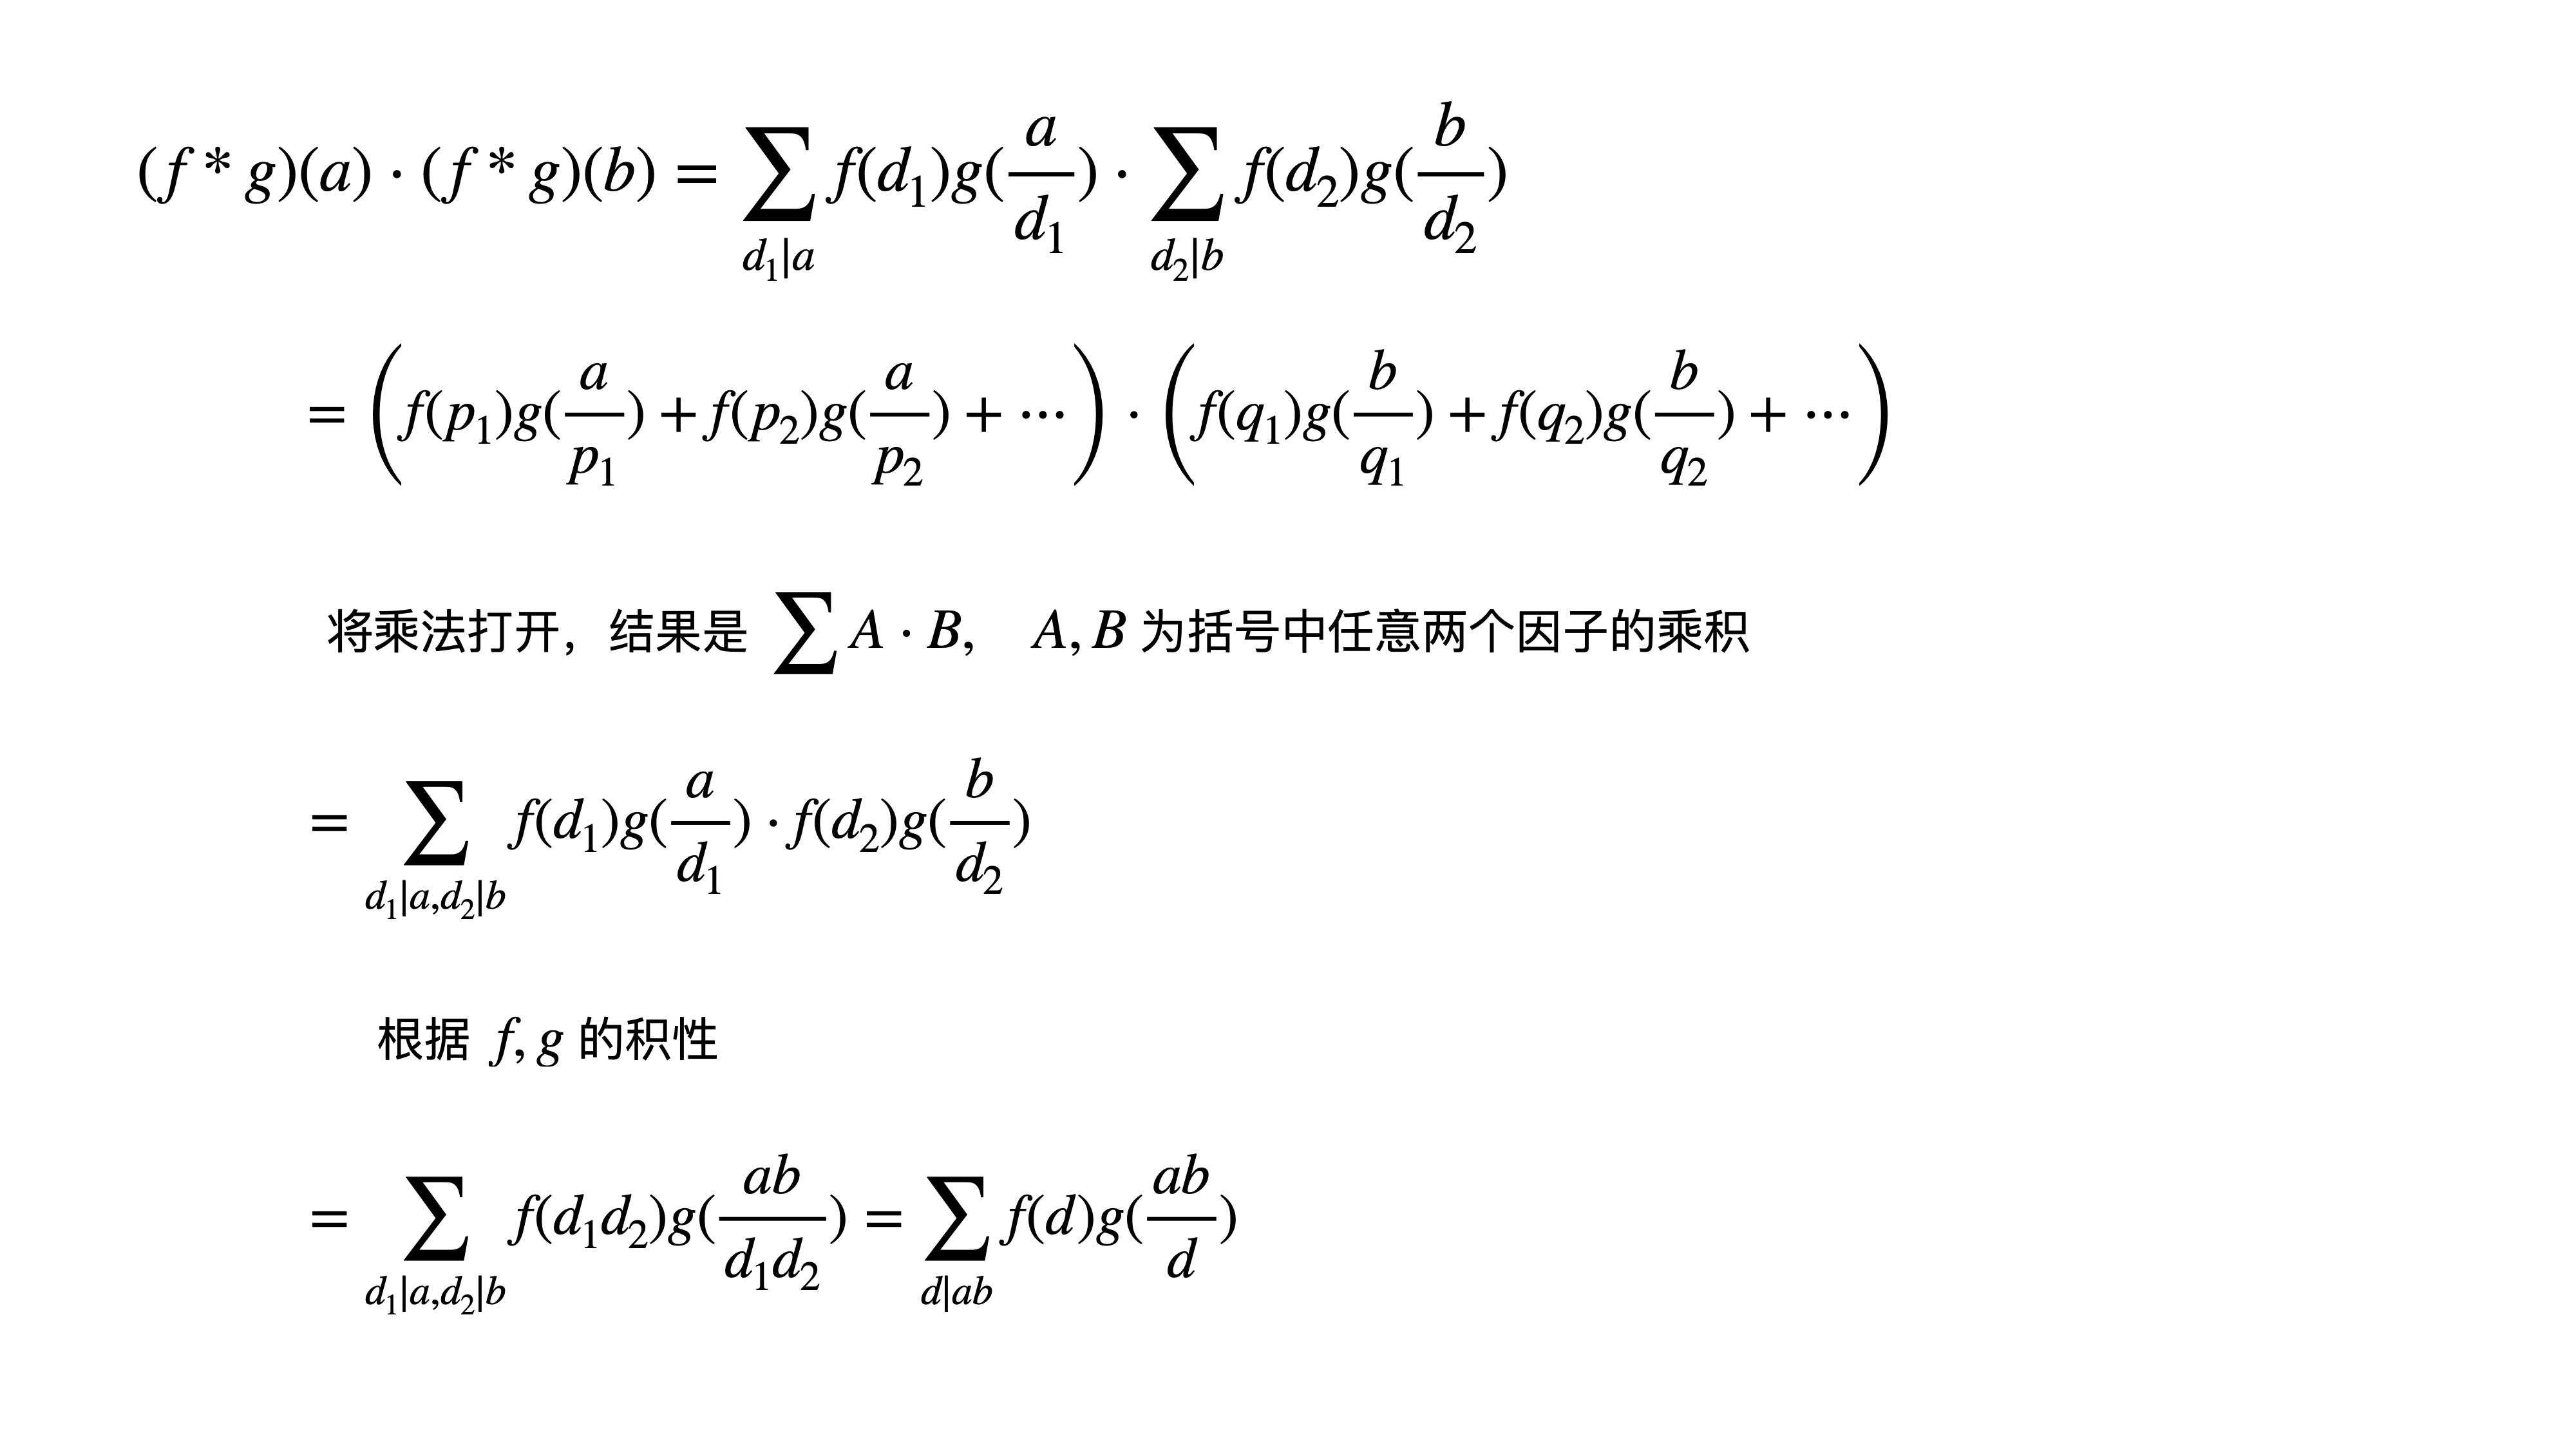 $(f * g)(a) \cdot (f * g)(b) = \sum_{d_1|a} f(d_1)g(\frac{a}{d_1}) \cdot \sum_{d_2|b} f(d_2)g(\frac{b}{d_2})$
$= \left( f(p_1)g(\frac{a}{p_1}) + f(p_2)g(\frac{a}{p_2}) + \cdots \right) \cdot \left( f(q_1)g(\frac{b}{q_1}) + f(q_2)g(\frac{b}{q_2}) + \cdots \right)$
将乘法打开，结果是 $\sum A \cdot B, \quad A, B$ 为括号中任意两个因子的乘积
$= \sum_{d_1|a,d_2|b} f(d_1)g(\frac{a}{d_1}) \cdot f(d_2)g(\frac{b}{d_2})$
根据 $f, g$ 的积性
$= \sum_{d_1|a,d_2|b} f(d_1d_2)g(\frac{ab}{d_1d_2}) = \sum_{d|ab} f(d)g(\frac{ab}{d})$